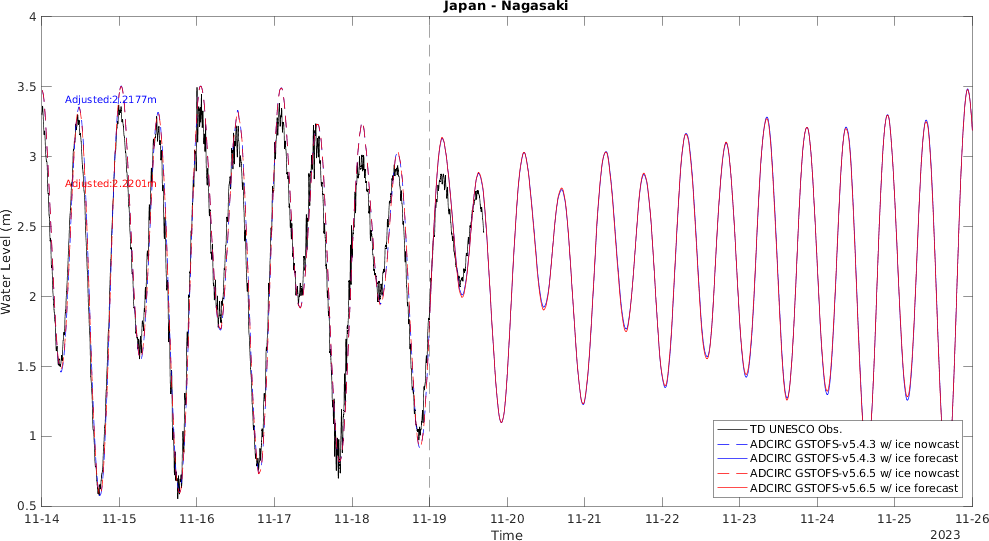 Japan - Nagasaki
4
3.5
3
2.5
2
1.5
1
0.5
Water Level (m)
Adjusted:2.2177m
Adjusted:2.2201m
TD UNESCO Obs.
ADCIRC GSTOFS-v5.4.3 w/ ice nowcast
ADCIRC GSTOFS-v5.4.3 w/ ice forecast
ADCIRC GSTOFS-v5.6.5 w/ ice nowcast
ADCIRC GSTOFS-v5.6.5 w/ ice forecast
11-14 11-15 11-16 11-17 11-18 11-19 11-20 11-21 11-22 11-23 11-24 11-25 11-26
Time
2023